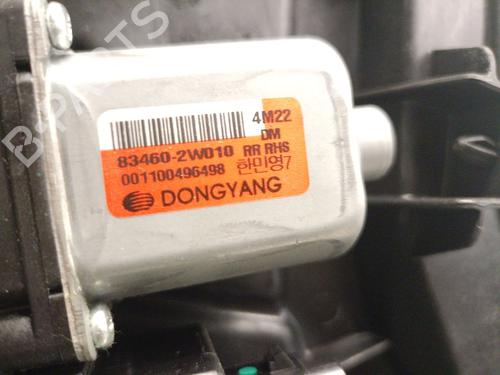 4M22
DM
83460-2W010 RR RHS
001100496498 한민영7
DONGYANG
B-PARTS